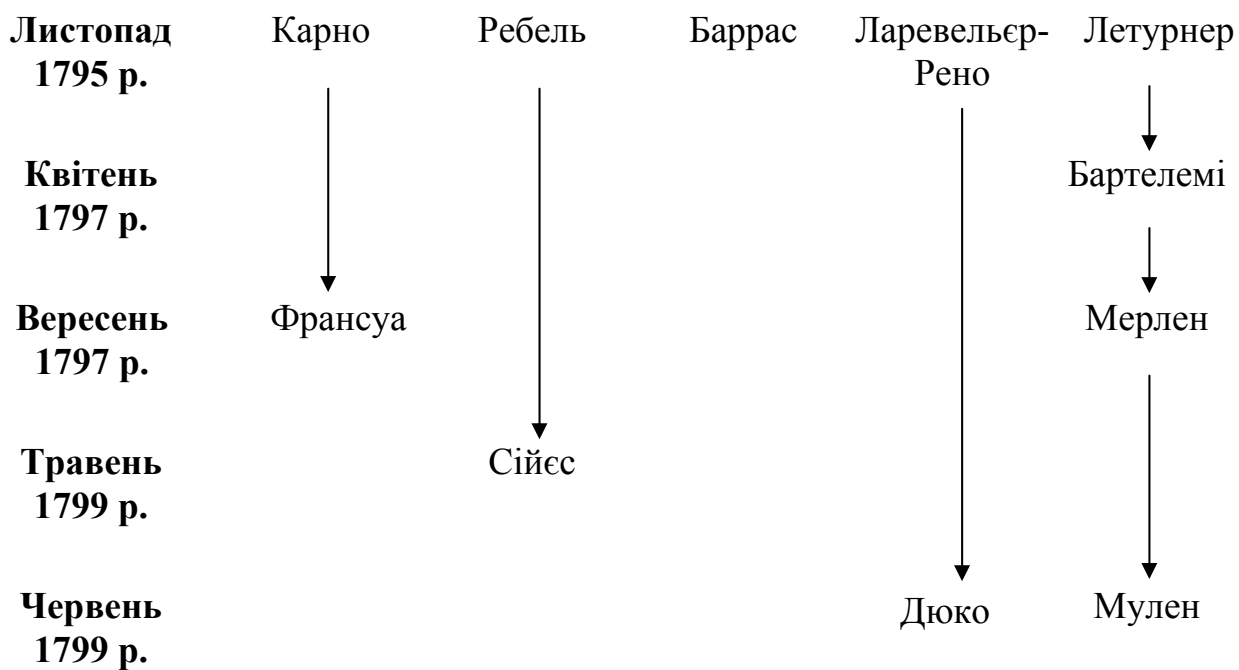 Листопад Карно Ребель Баррас Ларевельєр- Летурнер
1795 р. Рено
Квітень Бартелемі
1797 р.
Вересень Франсуа Мерлен
1797 р.
Травень Сійєс
1799 р.
Червень Дюко Мулен
1799 р.